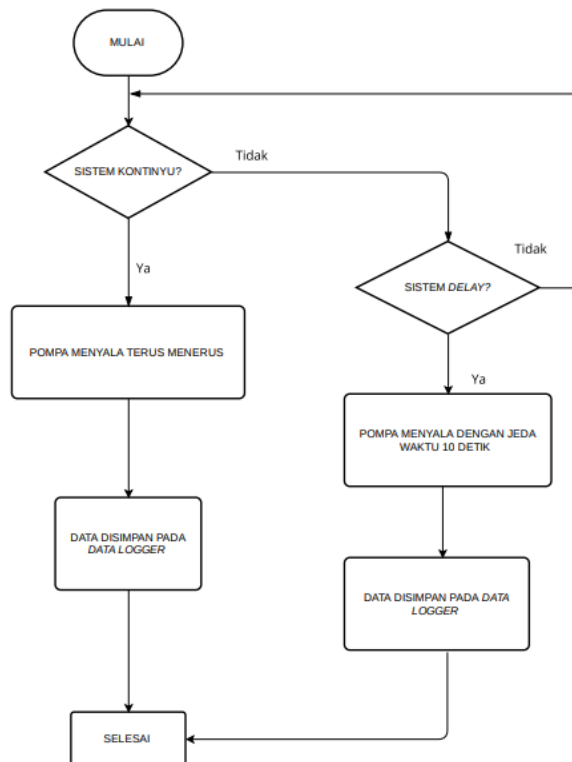 MULAI
SISTEM KONTINYU?
Tidak
Ya
SISTEM DELAY?
Tidak
POMPA MENYALA TERUS MENERUS
Ya
POMPA MENYALA DENGAN JEDA
WAKTU 10 DETIK
DATA DISIMPAN PADA
DATA LOGGER
DATA DISIMPAN PADA DATA
LOGGER
SELESAI